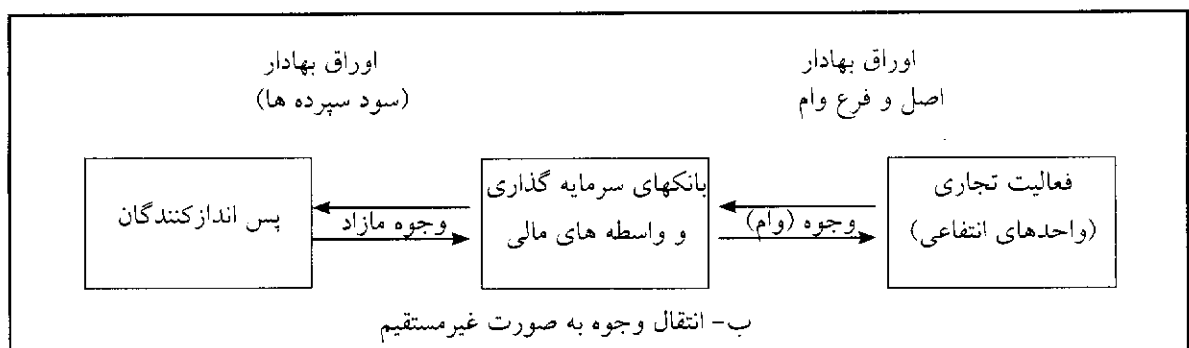 اوراق بهادار
اصل و فرع وام
اوراق بهادار
(سود سپرده ها)
فعالیت تجاری
(واحدهای انتفاعی)
وجوه (وام)
بانکهای سرمایه گذاری
و واسطه های مالی
وجوه مازاد
پس اندازکنندگان
ب- انتقال وجوه به صورت غیرمستقیم